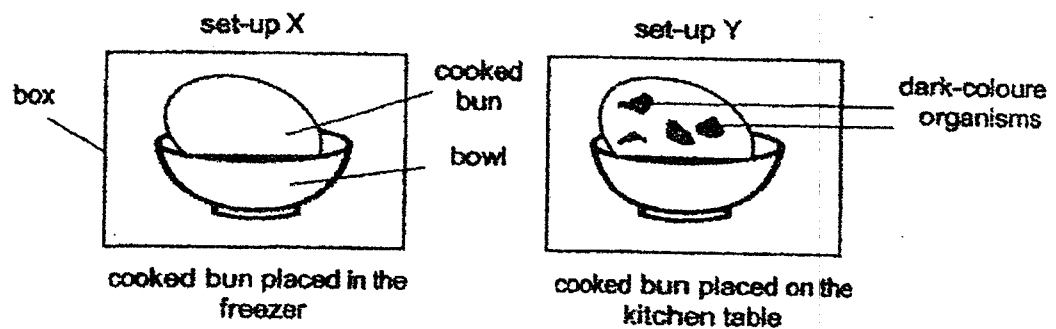 set-up X
set-up Y
box
cooked
bun
bowl
dark-coloure
organisms
cooked bun placed in the
freezer
cooked bun placed on the
kitchen table